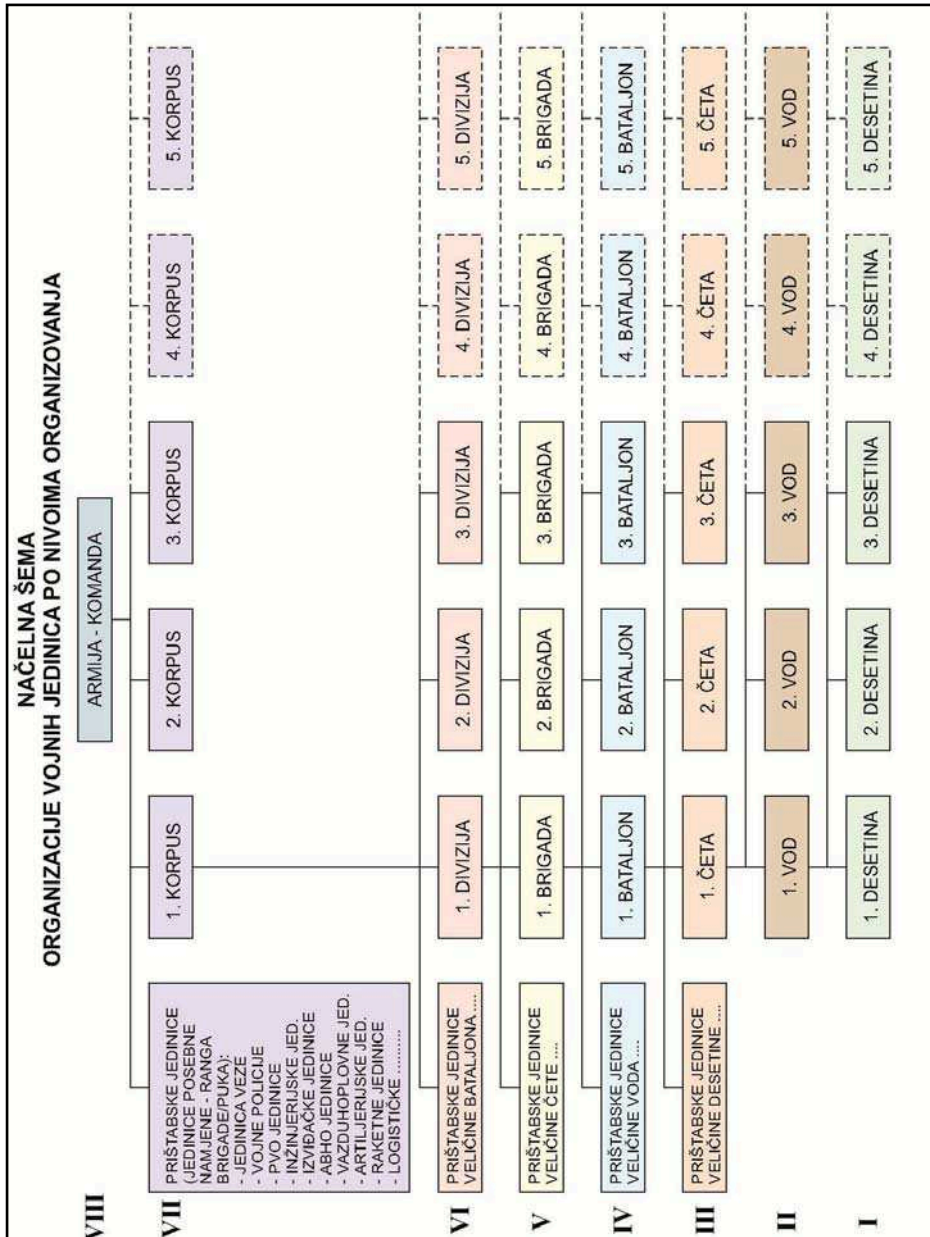 NAČELNA ŠEMA
ORGANIZACIJE VOJNIH JEDINICA PO NIVOIMA ORGANIZOVANJA
VIII
ARMIJA - KOMANDA
VII
PRIŠTABSKE JEDINICE
(JEDINICE POSEBNE
NAMJENE - RANGA
BRIGADE/PUKA):
- JEDINICA VEZE
- VOJNE POLICIJE
- PVO JEDINICE
- INŽINJERIJSKE JED.
- IZVIĐAČKE JEDINICE
- ABHO JEDINICE
- VAZDUHOPLOVNE JED.
- ARTILJERIJSKE JED.
- RAKETNE JEDINICE
- LOGISTIČKE ..........
1. KORPUS
2. KORPUS
3. KORPUS
4. KORPUS
5. KORPUS
VI
PRIŠTABSKE JEDINICE
VELIČINE BATALJONA .....
1. DIVIZIJA
2. DIVIZIJA
3. DIVIZIJA
4. DIVIZIJA
5. DIVIZIJA
V
PRIŠTABSKE JEDINICE
VELIČINE ČETE ....
1. BRIGADA
2. BRIGADA
3. BRIGADA
4. BRIGADA
5. BRIGADA
IV
PRIŠTABSKE JEDINICE
VELIČINE VODA ....
1. BATALJON
2. BATALJON
3. BATALJON
4. BATALJON
5. BATALJON
III
PRIŠTABSKE JEDINICE
VELIČINE DESETINE ....
1. ČETA
2. ČETA
3. ČETA
4. ČETA
5. ČETA
II
1. VOD
2. VOD
3. VOD
4. VOD
5. VOD
I
1. DESETINA
2. DESETINA
3. DESETINA
4. DESETINA
5. DESETINA